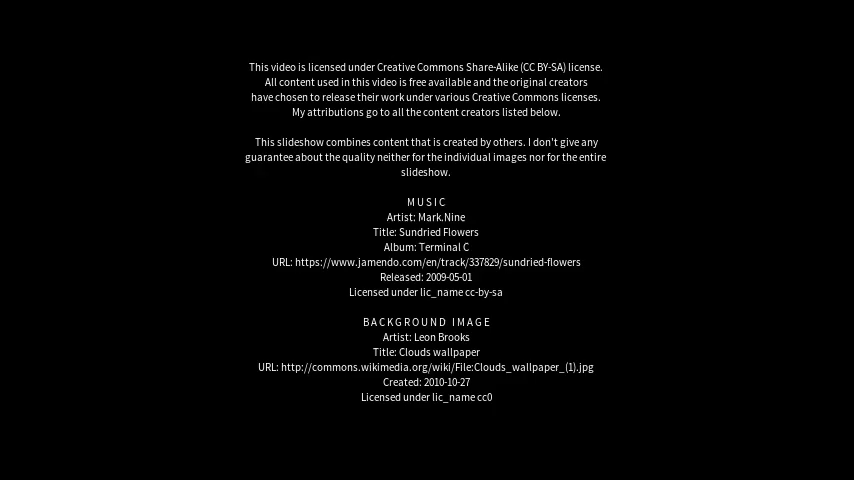 This video is licensed under Creative Commons Share-Alike (CC BY-SA) license.
All content used in this video is free available and the original creators
have chosen to release their work under various Creative Commons licenses.
My attributions go to all the content creators listed below.
This slideshow combines content that is created by others. I don't give any
guarantee about the quality neither for the individual images nor for the entire
slideshow.
M U S I C
Artist: Mark.Nine
Title: Sundried Flowers
Album: Terminal C
URL: https://www.jamendo.com/en/track/337829/sundried-flowers
Released: 2009-05-01
Licensed under lic_name cc-by-sa
B A C K G R O U N D   I M A G E
Artist: Leon Brooks
Title: Clouds wallpaper
URL: http://commons.wikimedia.org/wiki/File:Clouds_wallpaper_(1).jpg
Created: 2010-10-27
Licensed under lic_name cc0